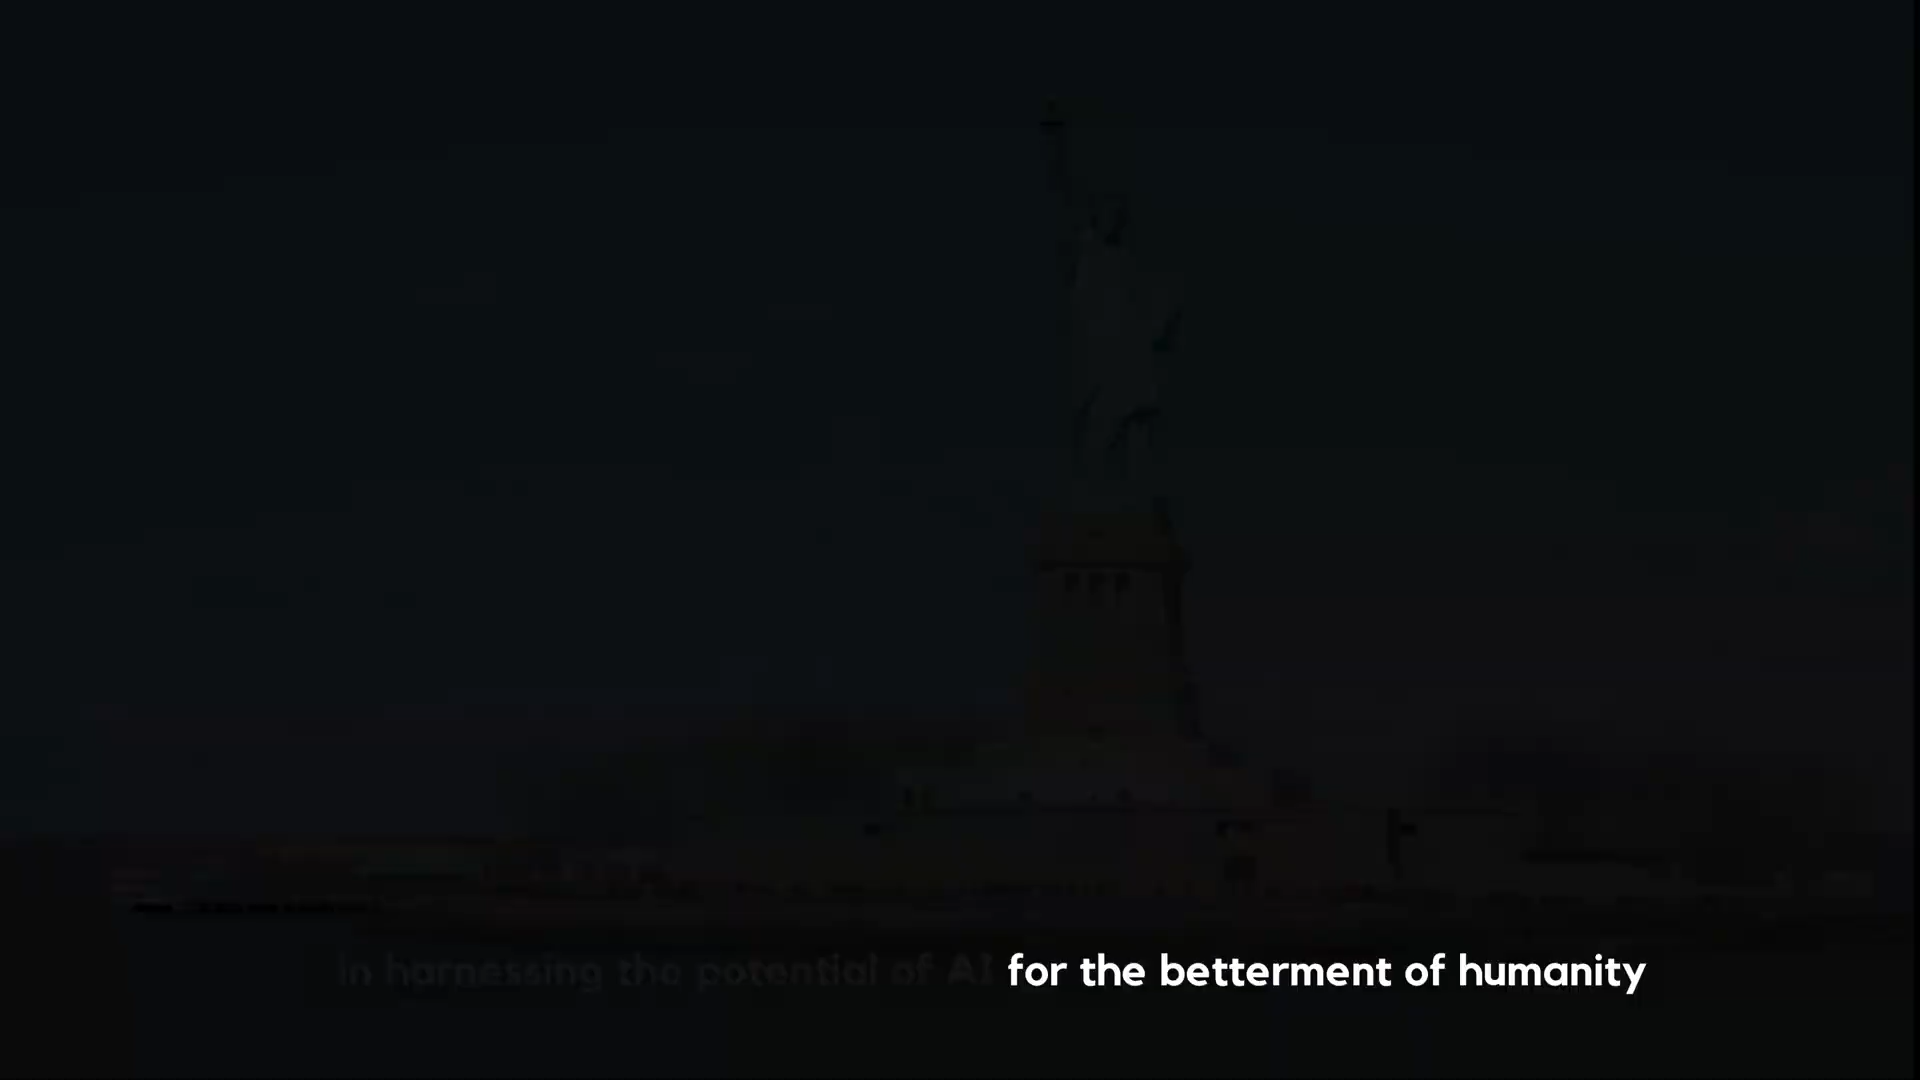 in harnessing the potential of AI for the betterment of humanity